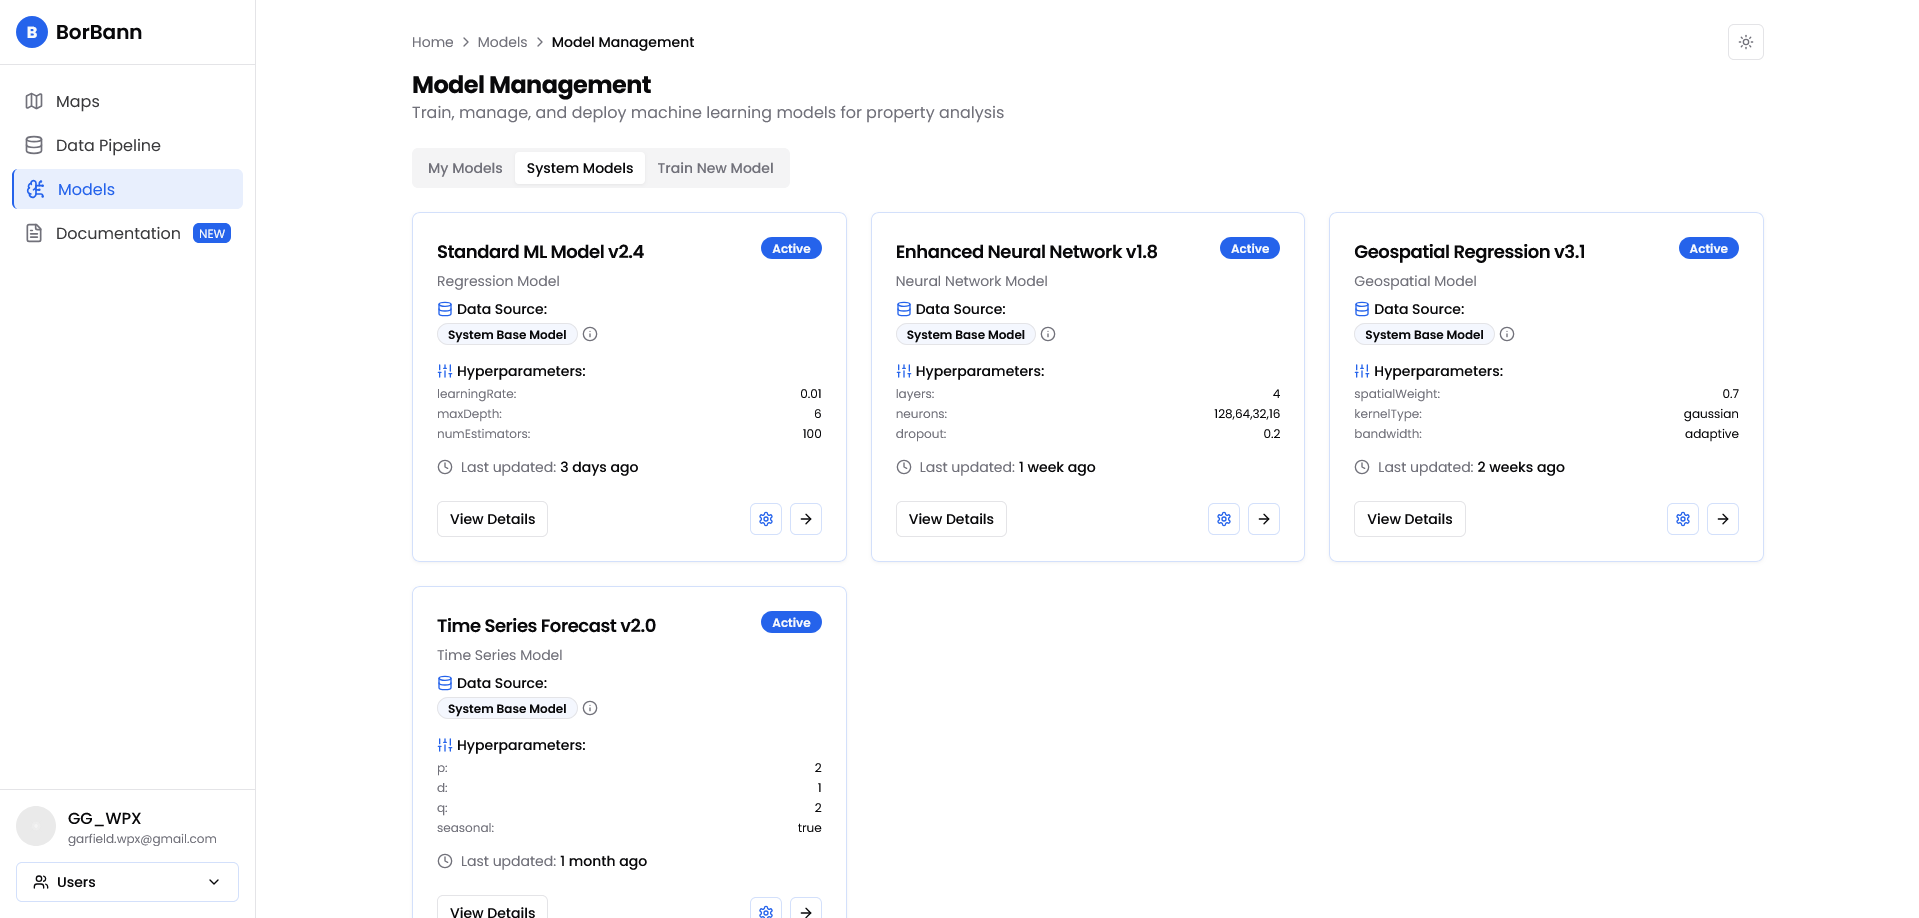 B BorBann
Maps
Data Pipeline
Models
Documentation NEW
GG_WPX
garfield.wpx@gmail.com
Users
Home > Models > Model Management
Model Management
Train, manage, and deploy machine learning models for property analysis
My Models System Models Train New Model
Standard ML Model v2.4 Active
Regression Model
Data Source:
System Base Model
Hyperparameters:
learningRate: 0.01
maxDepth: 6
numEstimators: 100
Last updated: 3 days ago
View Details
Enhanced Neural Network v1.8 Active
Neural Network Model
Data Source:
System Base Model
Hyperparameters:
layers: 4
neurons: 128,64,32,16
dropout: 0.2
Last updated: 1 week ago
View Details
Geospatial Regression v3.1 Active
Geospatial Model
Data Source:
System Base Model
Hyperparameters:
spatialWeight: 0.7
kernelType: gaussian
bandwidth: adaptive
Last updated: 2 weeks ago
View Details
Time Series Forecast v2.0 Active
Time Series Model
Data Source:
System Base Model
Hyperparameters:
p: 2
d: 1
q: 2
seasonal: true
Last updated: 1 month ago
View Details